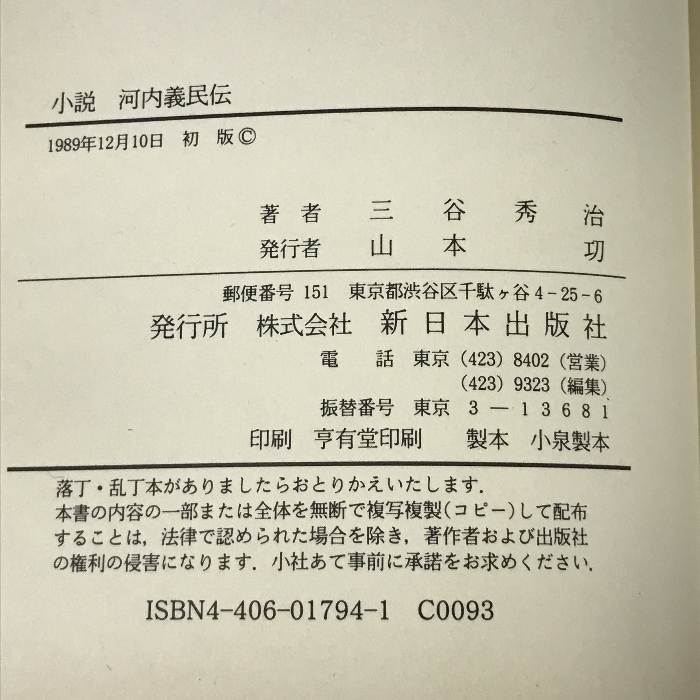 小説 河内義民伝
1989年12月10日 初 版 ©
著 者 三 谷 秀 治
発行者 山 本 功
郵便番号 151 東京都渋谷区千駄ヶ谷4-25-6
発行所 株式会社 新日本出版社
電 話 東京(423)8402(営業)
(423)9323(編集)
振替番号 東京 3―13681
印刷 亨有堂印刷 製本 小泉製本
落丁・乱丁本がありましたらおとりかえいたします.
本書の内容の一部または全体を無断で複写複製(コピー)して配布
することは,法律で認められた場合を除き,著作者および出版社
の権利の侵害になります.小社あて事前に承諾をお求めください.
ISBN4-406-01794-1 C0093